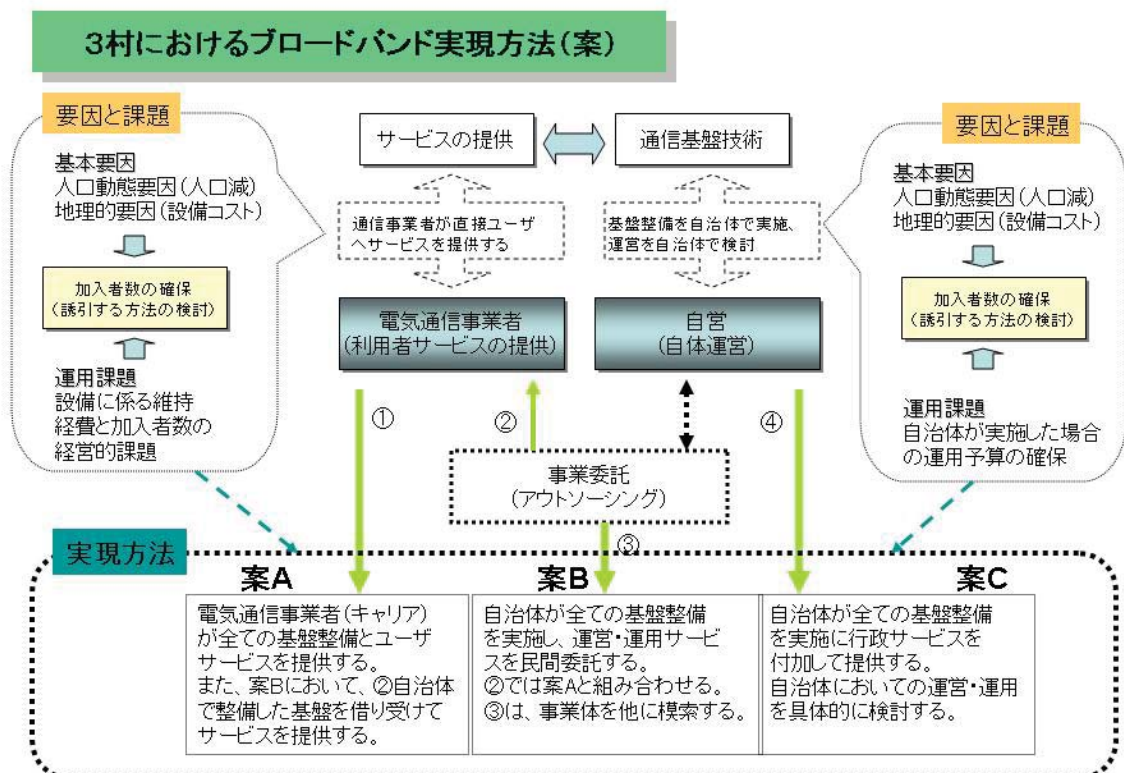 3村におけるブロードバンド実現方法(案)
要因と課題
基本要因
人口動態要因(人口減)
地理的要因(設備コスト)
加入者数の確保
(誘引する方法の検討)
運用課題
設備に係る維持
経費と加入者数の
経営的課題
サービスの提供
通信基盤技術
通信事業者が直接ユーザ
へサービスを提供する
基盤整備を自治体で実施、
運営を自治体で検討
電気通信事業者
(利用者サービスの提供)
自営
(自体運営)
要因と課題
基本要因
人口動態要因(人口減)
地理的要因(設備コスト)
加入者数の確保
(誘引する方法の検討)
運用課題
自治体が実施した場合
の運用予算の確保
①
②
④
事業委託
(アウトソーシング)
③
実現方法
案A
電気通信事業者(キャリア)
が全ての基盤整備とユーザ
サービスを提供する。
また、案Bにおいて、②自治体
で整備した基盤を借り受けて
サービスを提供する。
案B
自治体が全ての基盤整備
を実施し、運営・運用サービ
スを民間委託する。
②では案Aと組み合わせる。
③は、事業体を他に模索する。
案C
自治体が全ての基盤整備
を実施に行政サービスを
付加して提供する。
自治体においての運営・運用
を具体的に検討する。